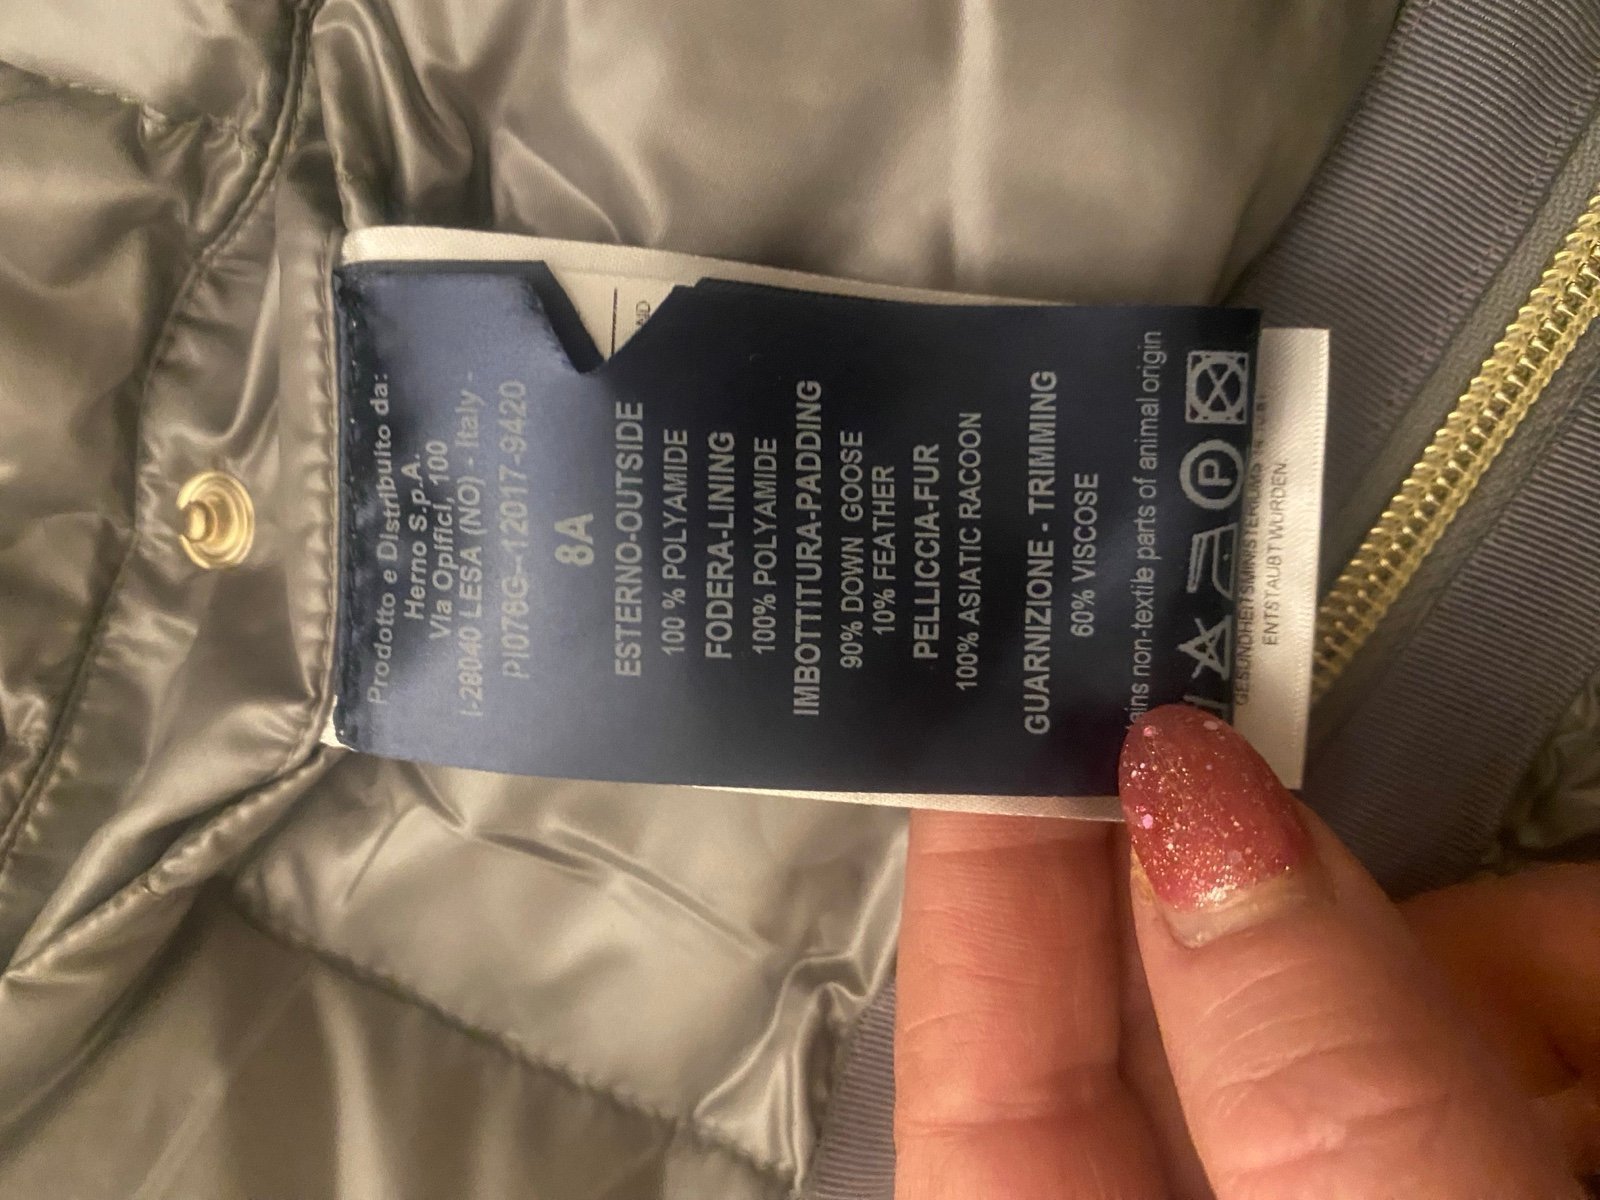 Prodotto e Distribuito da:
Herno S.P.A.
Via Opifici, 100
I-28040 LESA (NO) - Italy -
PI076G-12017-9420
8A
ESTERNO-OUTSIDE
100 % POLYAMIDE
FODERA-LINING
100% POLYAMIDE
IMBOTTITURA-PADDING
90% DOWN GOOSE
10% FEATHER
PELLICCIA-FUR
100% ASIATIC RACOON
GUARNIZIONE - TRIMMING
60% VISCOSE
non-textile parts of animal origin
P
ENTSTAUBT WURDEN